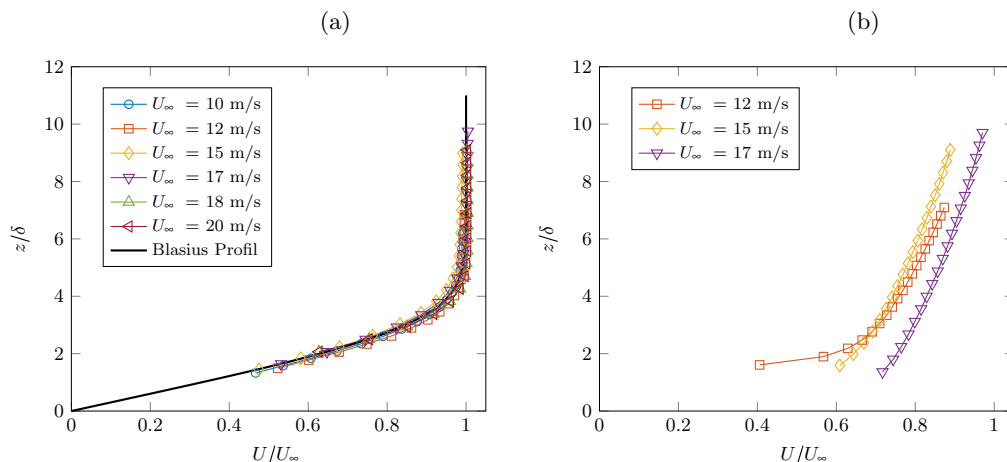 (a)
12
10
8
6
4
2
0
z/δ
U∞ = 10 m/s
U∞ = 12 m/s
U∞ = 15 m/s
U∞ = 17 m/s
U∞ = 18 m/s
U∞ = 20 m/s
Blasius Profil
0 0.2 0.4 0.6 0.8 1
U/U∞
(b)
12
10
8
6
4
2
0
z/δ
U∞ = 12 m/s
U∞ = 15 m/s
U∞ = 17 m/s
0 0.2 0.4 0.6 0.8 1
U/U∞